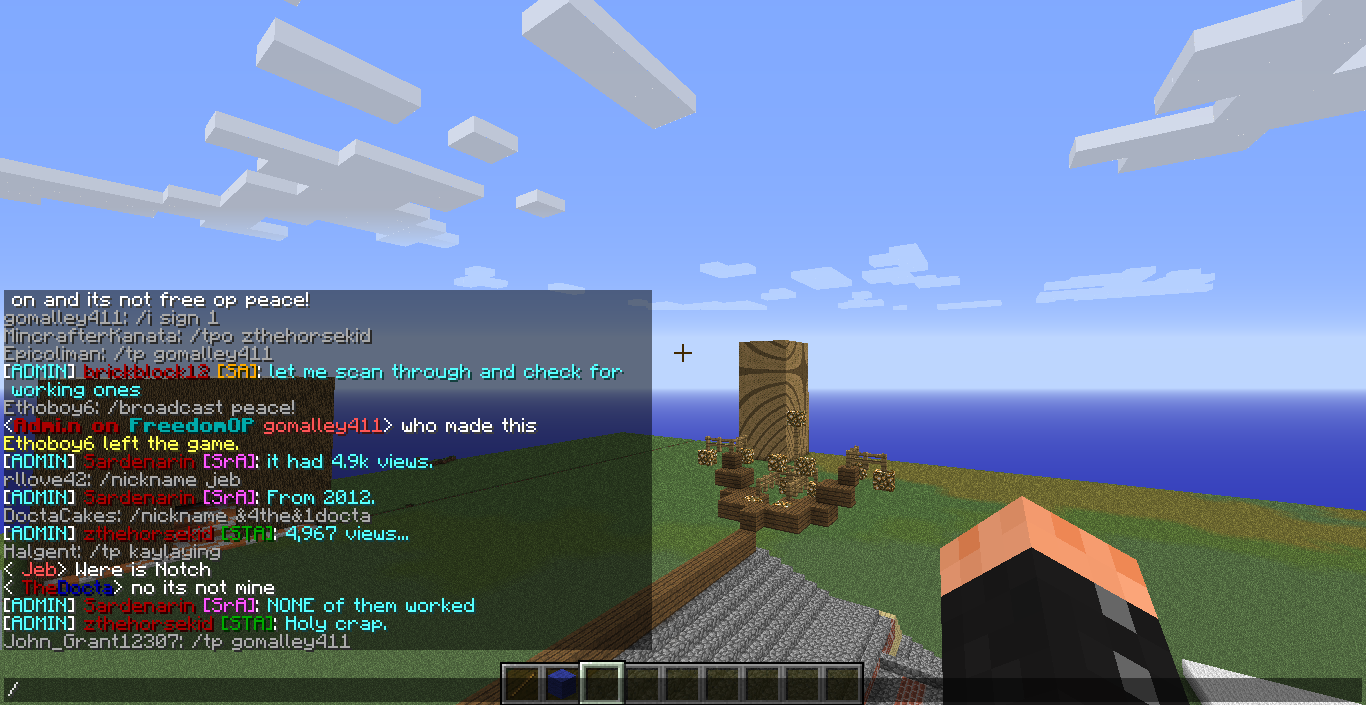 on and its not free op peace!
gomalley411: /i sign 1
MincrafterKanata: /tpo zthehorsekid
Epicoliman: /tp gomalley411
[ADMIN] brickblock12 [SA]: let me scan through and check for
working ones
Ethoboy6: /broadcast peace!
<Admin on FreedomOP gomalley411> who made this
Ethoboy6 left the game.
[ADMIN] Sardenarin [SrA]: it had 4.9k views.
rllove42: /nickname jeb
[ADMIN] Sardenarin [SrA]: From 2012.
DoctaCakes: /nickname &4the&1docta
[ADMIN] zthehorsekid [STA]: 4,967 views...
Halgent: /tp kaylaying
< Jeb> Were is Notch
< TheDocta> no its not mine
[ADMIN] Sardenarin [SrA]: NONE of them worked
[ADMIN] zthehorsekid [STA]: Holy crap.
John_Grant12307: /tp gomalley411
/